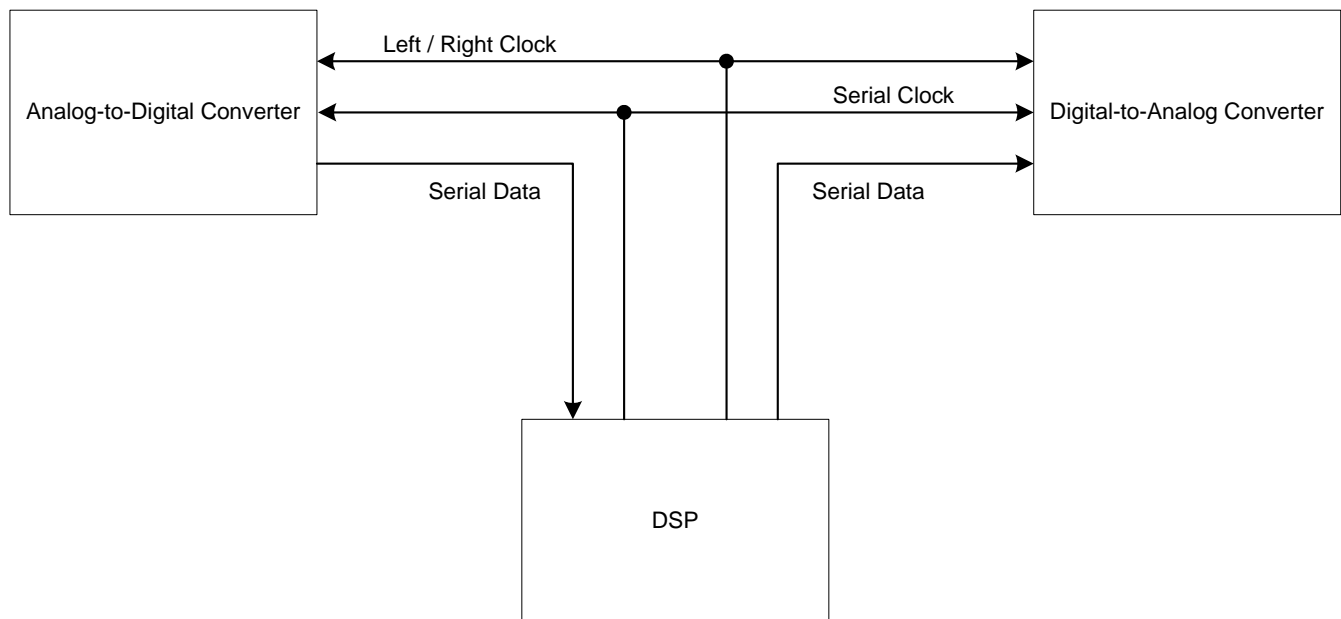 Left / Right Clock
Analog-to-Digital Converter
Serial Clock
Digital-to-Analog Converter
Serial Data
Serial Data
DSP